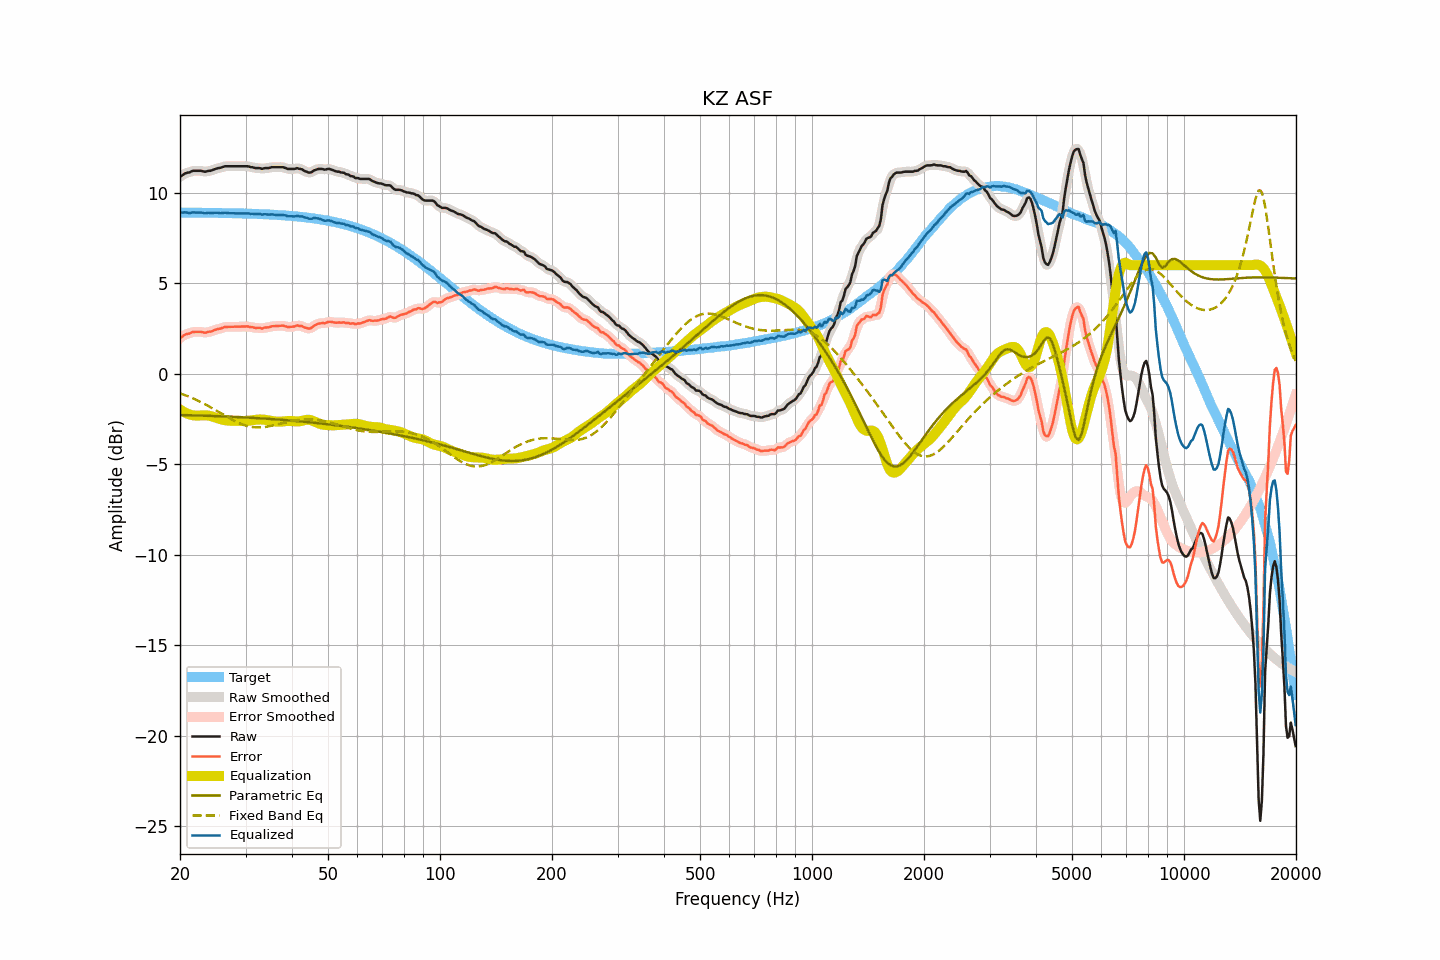 KZ ASF
10
5
0
−5
−10
−15
−20
−25
Amplitude (dBr)
Target
Raw Smoothed
Error Smoothed
Raw
Error
Equalization
Parametric Eq
Fixed Band Eq
Equalized
20 50 100 200 500 1000 2000 5000 10000 20000
Frequency (Hz)